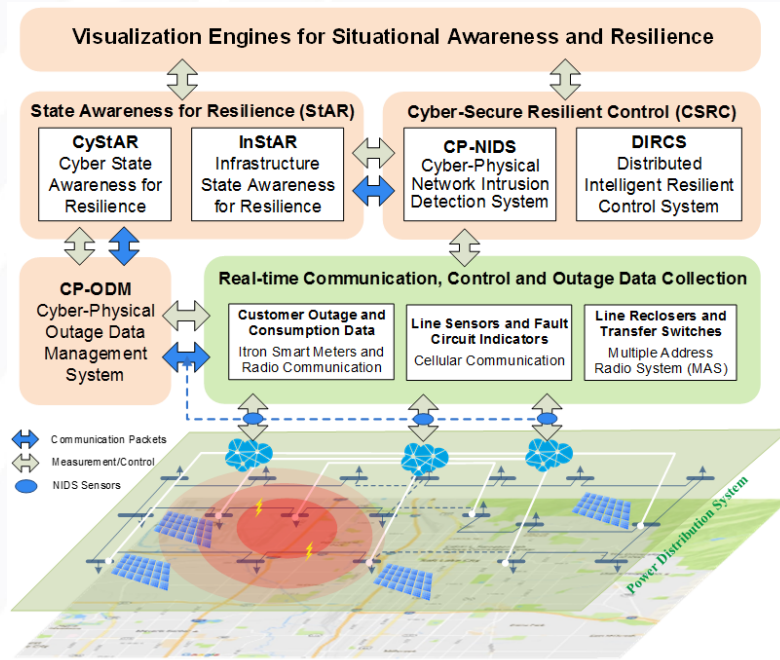 Visualization Engines for Situational Awareness and Resilience
State Awareness for Resilience (StAR)
CyStAR
Cyber State
Awareness for
Resilience
InStAR
Infrastructure
State Awareness
for Resilience
Cyber-Secure Resilient Control (CSRC)
CP-NIDS
Cyber-Physical
Network Intrusion
Detection System
DIRCS
Distributed
Intelligent Resilient
Control System
CP-ODM
Cyber-Physical
Outage Data
Management
System
Real-time Communication, Control and Outage Data Collection
Customer Outage and
Consumption Data
Itron Smart Meters and
Radio Communication
Line Sensors and Fault
Circuit Indicators
Cellular Communication
Line Reclosers and
Transfer Switches
Multiple Address
Radio System (MAS)
Communication Packets
Measurement/Control
NIDS Sensors
Power Distribution System